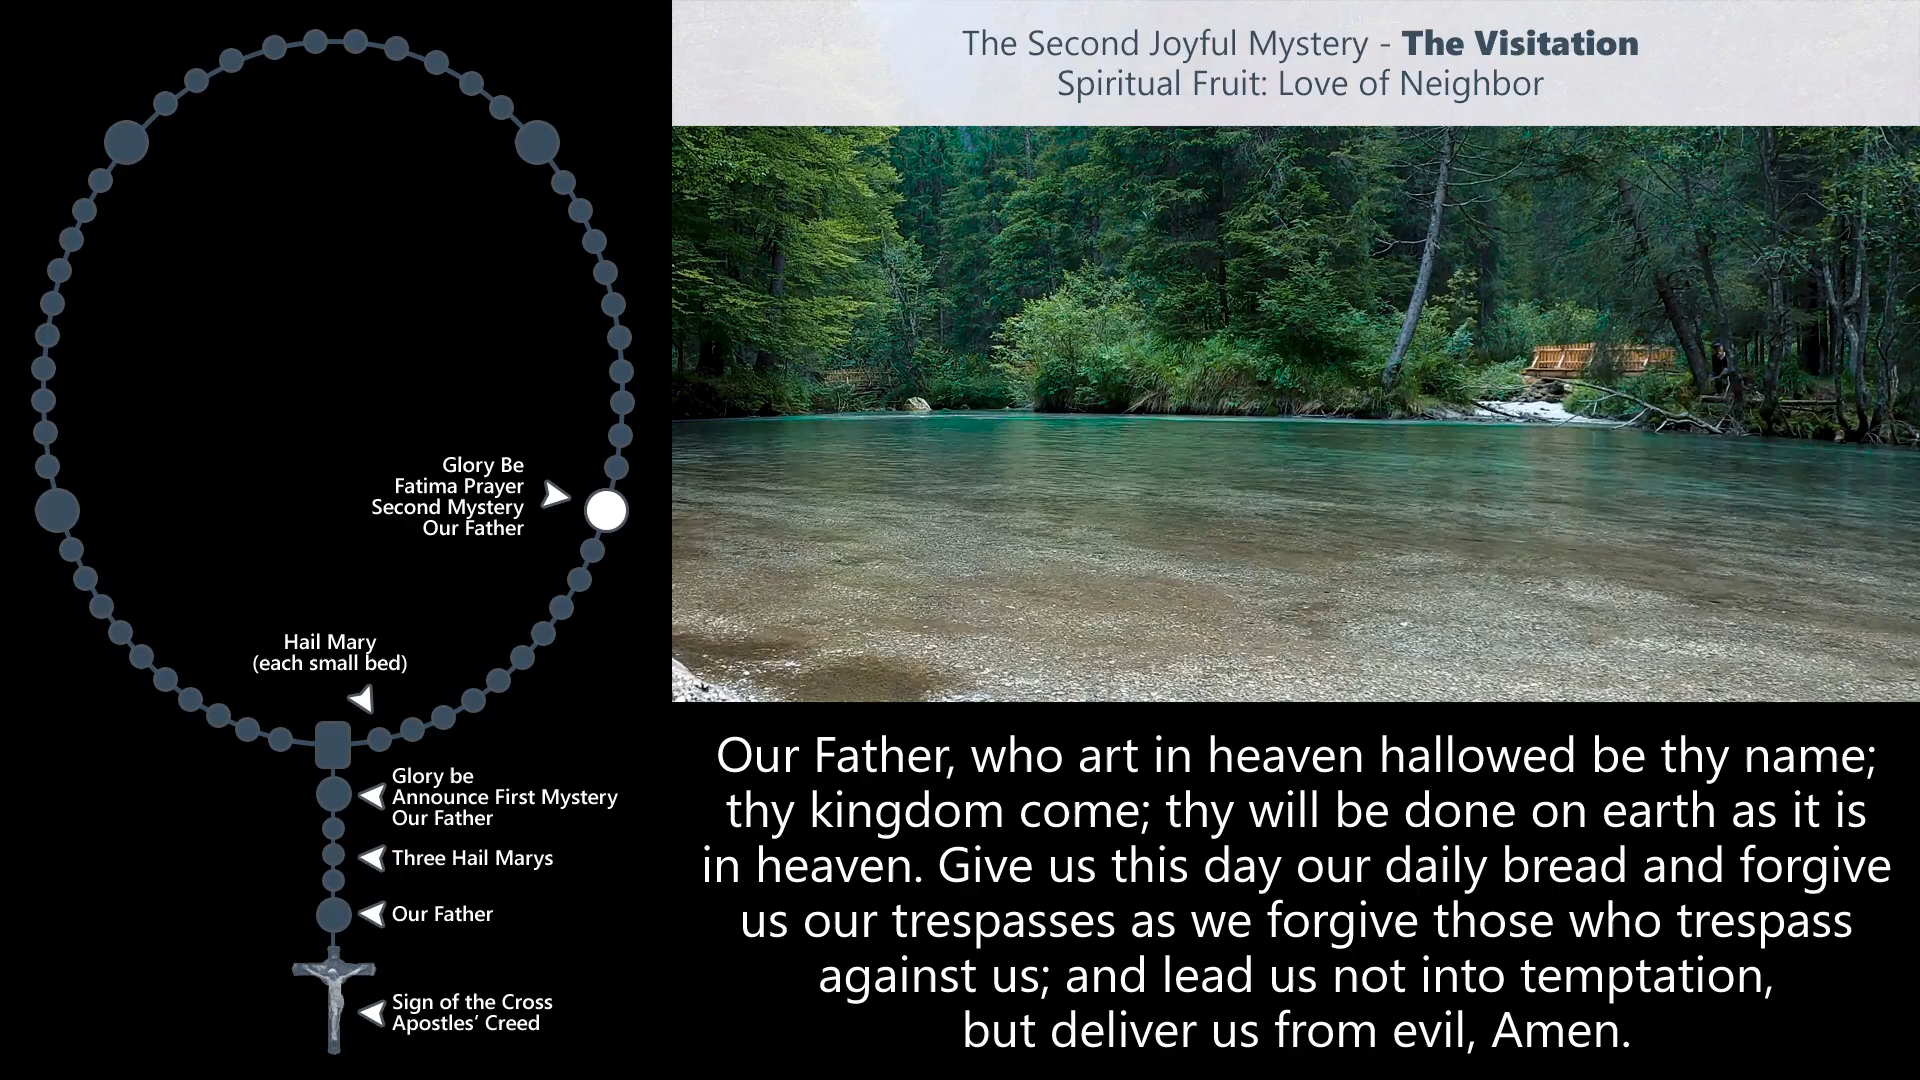 The Second Joyful Mystery - The Visitation
Spiritual Fruit: Love of Neighbor
Glory Be
Fatima Prayer
Second Mystery
Our Father
Hail Mary
(each small bed)
Glory be
Announce First Mystery
Our Father
Three Hail Marys
Our Father
Sign of the Cross
Apostles’ Creed
Our Father, who art in heaven hallowed be thy name;
thy kingdom come; thy will be done on earth as it is
in heaven. Give us this day our daily bread and forgive
us our trespasses as we forgive those who trespass
against us; and lead us not into temptation,
but deliver us from evil, Amen.